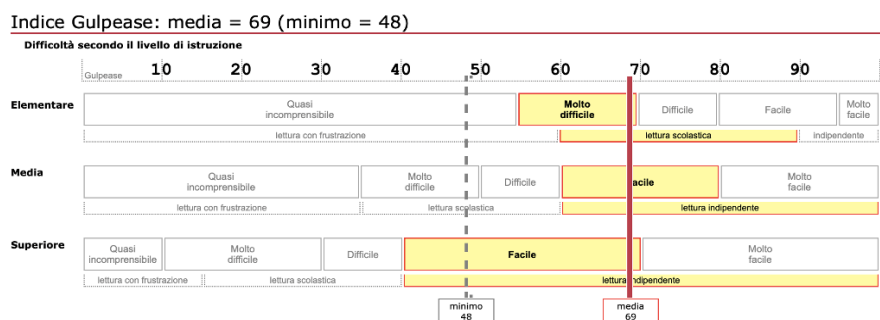 Indice Gulpease: media = 69 (minimo = 48)
Difficoltà secondo il livello di istruzione
Gulpease 10 20 30 40 50 60 70 80 90
Elementare
Quasi incomprensibile
Molto difficile
Difficile
Facile
Molto facile
lettura con frustrazione
lettura scolastica
indipendente
Media
Quasi incomprensibile
Molto difficile
Difficile
Facile
Molto facile
lettura con frustrazione
lettura scolastica
lettura indipendente
Superiore
Quasi incomprensibile
Molto difficile
Difficile
Facile
Molto facile
lettura con frustrazione
lettura scolastica
lettura indipendente
minimo
48
media
69